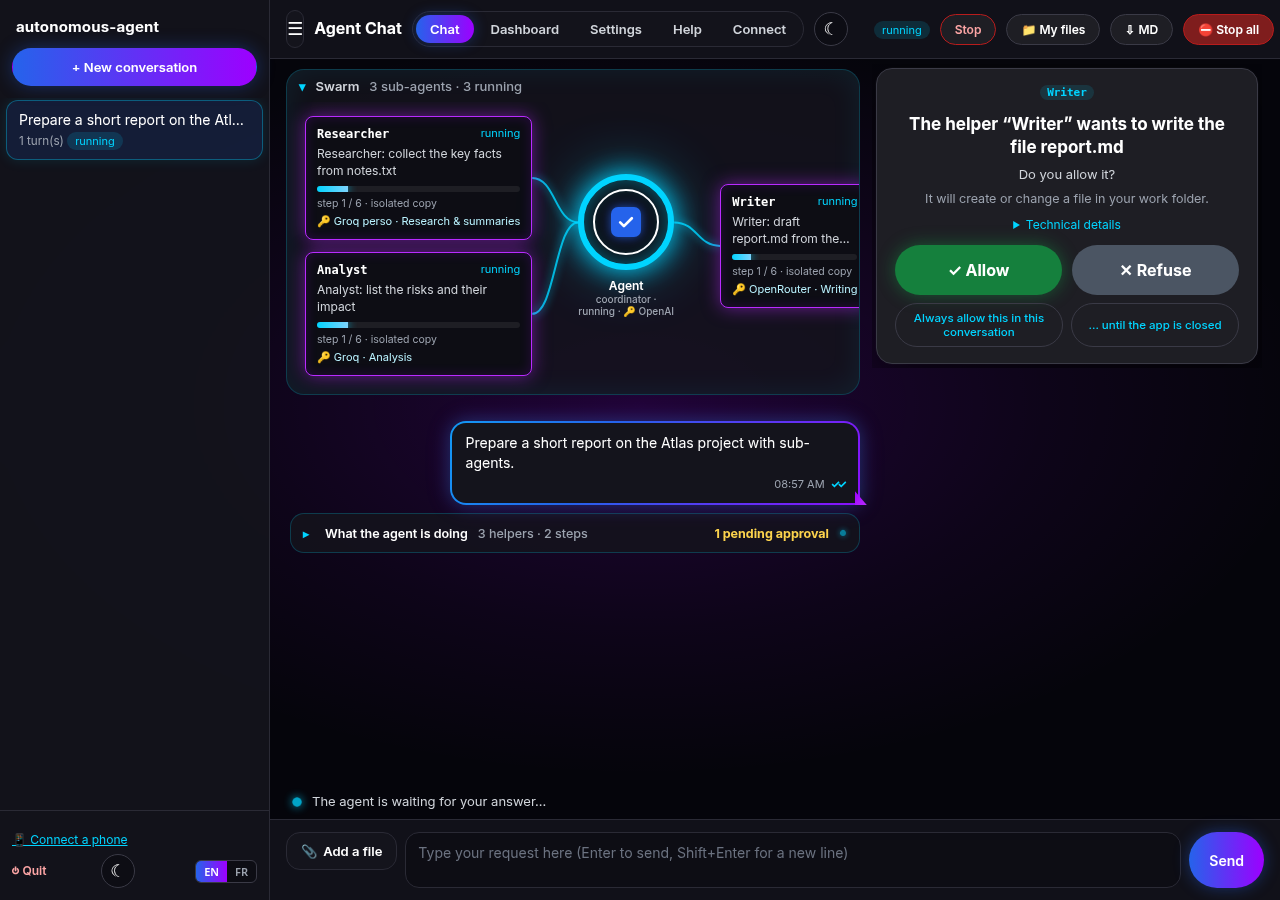 autonomous-agent
+ New conversation
Prepare a short report on the Atl...
1 turn(s) running
📱 Connect a phone
Quit
EN FR
☰ Agent Chat
Chat Dashboard Settings Help Connect
running Stop 📁 My files ⇩ MD ⛔ Stop all
▼ Swarm 3 sub-agents · 3 running
Researcher running
Researcher: collect the key facts
from notes.txt
step 1 / 6 · isolated copy
🔑 Groq perso · Research & summaries
Analyst running
Analyst: list the risks and their
impact
step 1 / 6 · isolated copy
🔑 Groq · Analysis
Agent
coordinator ·
running · 🔑 OpenAI
Writer running
Writer: draft
report.md from the...
step 1 / 6 · isolated copy
🔑 OpenRouter · Writing
Writer
The helper “Writer” wants to write the
file report.md
Do you allow it?
It will create or change a file in your work folder.
▶ Technical details
✓ Allow ✕ Refuse
Always allow this in this
conversation
... until the app is closed
Prepare a short report on the Atlas project with sub-
agents.
08:57 AM
▸ What the agent is doing 3 helpers · 2 steps 1 pending approval
The agent is waiting for your answer...
📎 Add a file
Type your request here (Enter to send, Shift+Enter for a new line)
Send